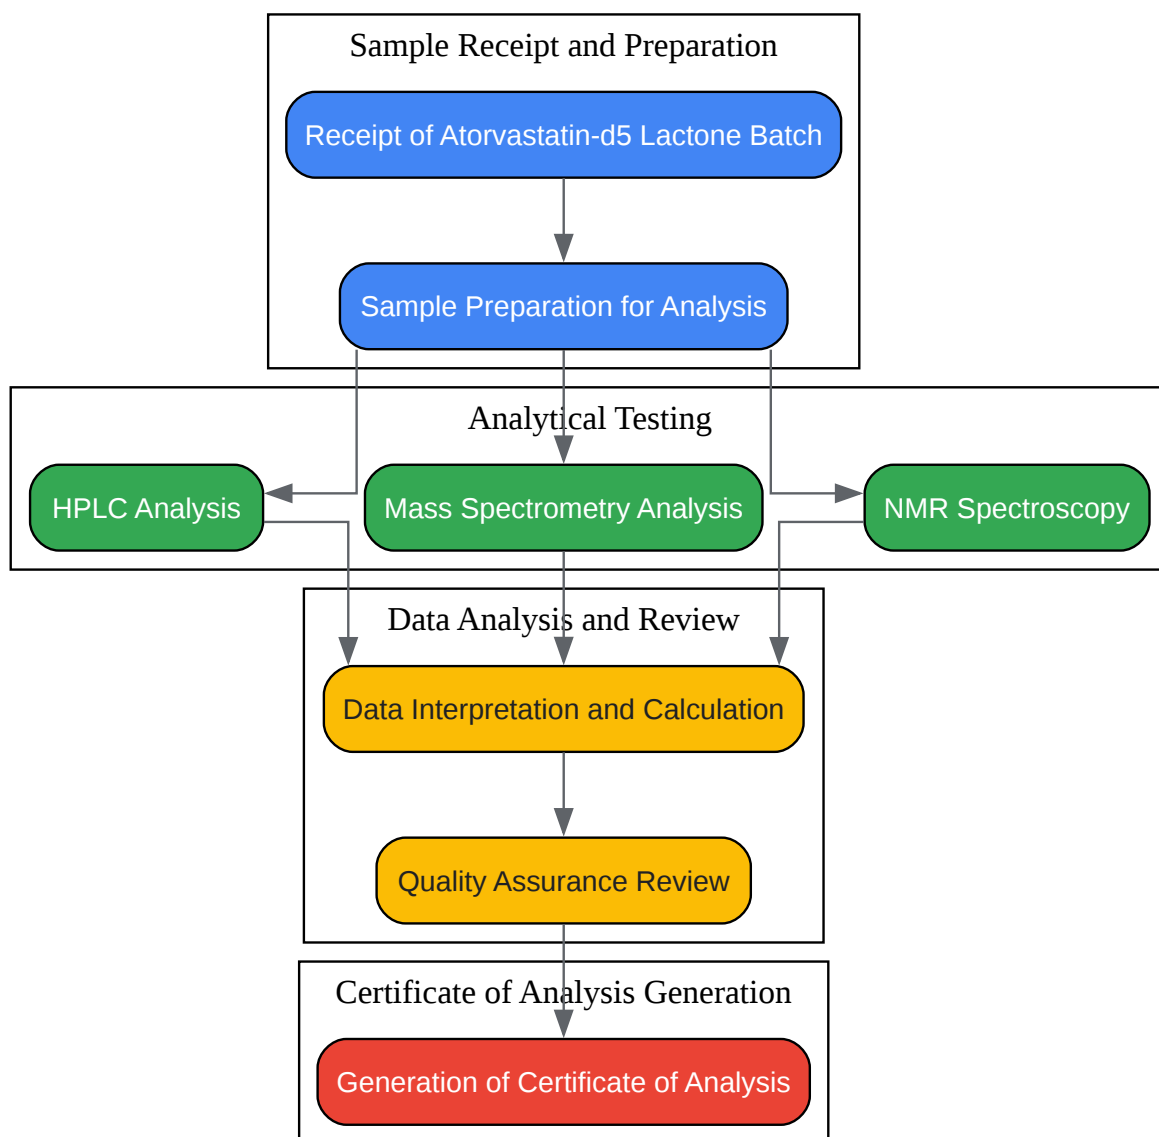 Sample Receipt and Preparation
Receipt of Atorvastatin-d5 Lactone Batch
Sample Preparation for Analysis
Analytical Testing
HPLC Analysis
Mass Spectrometry Analysis
NMR Spectroscopy
Data Analysis and Review
Data Interpretation and Calculation
Quality Assurance Review
Certificate of Analysis Generation
Generation of Certificate of Analysis